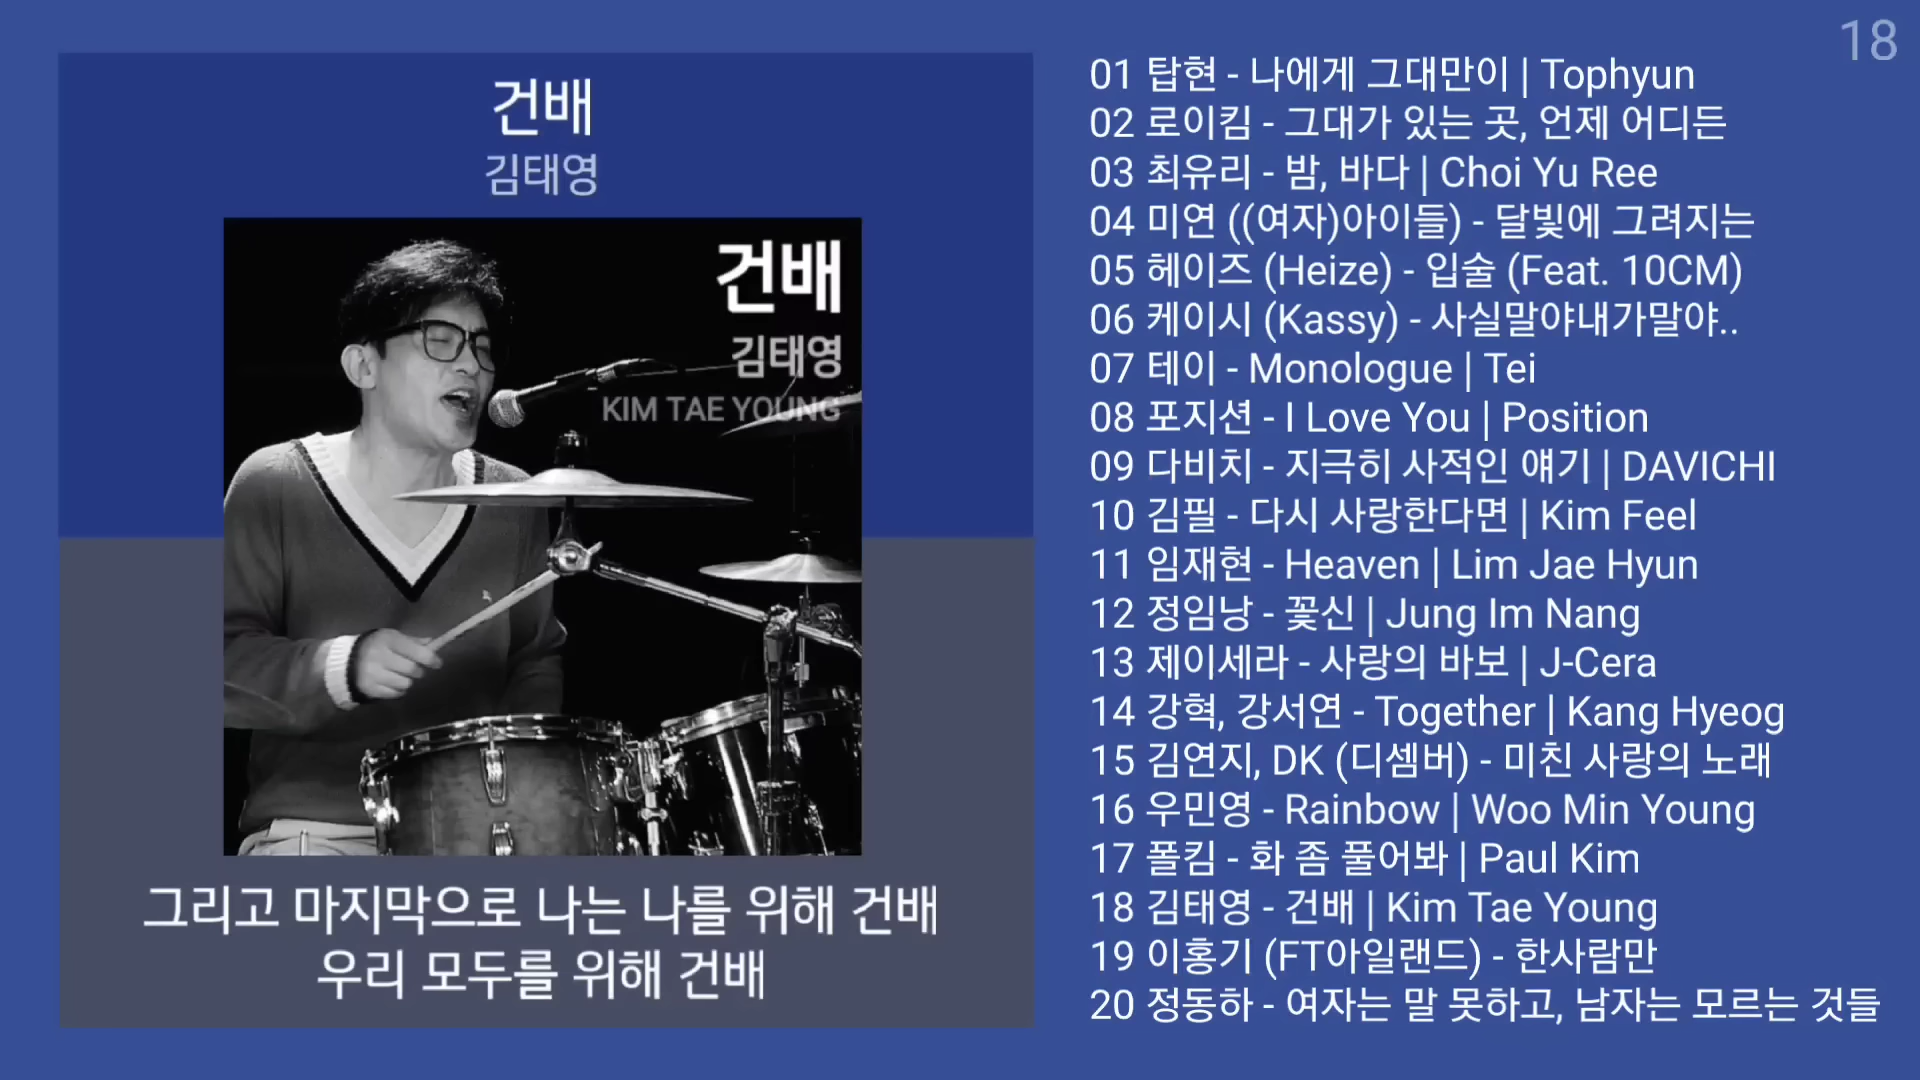 건배
김태영
건배
김태영
KIM TAE YOUNG
그리고 마지막으로 나는 나를 위해 건배
우리 모두를 위해 건배
18
01 탑현 - 나에게 그대만이 | Tophyun
02 로이킴 - 그대가 있는 곳, 언제 어디든
03 최유리 - 밤, 바다 | Choi Yu Ree
04 미연 ((여자)아이들) - 달빛에 그려지는
05 헤이즈 (Heize) - 입술 (Feat. 10CM)
06 케이시 (Kassy) - 사실말야내가말야..
07 테이 - Monologue | Tei
08 포지션 - I Love You | Position
09 다비치 - 지극히 사적인 얘기 | DAVICHI
10 김필 - 다시 사랑한다면 | Kim Feel
11 임재현 - Heaven | Lim Jae Hyun
12 정임낭 - 꽃신 | Jung Im Nang
13 제이세라 - 사랑의 바보 | J-Cera
14 강혁, 강서연 - Together | Kang Hyeog
15 김연지, DK (디셈버) - 미친 사랑의 노래
16 우민영 - Rainbow | Woo Min Young
17 폴킴 - 화 좀 풀어봐 | Paul Kim
18 김태영 - 건배 | Kim Tae Young
19 이홍기 (FT아일랜드) - 한사람만
20 정동하 - 여자는 말 못하고, 남자는 모르는 것들